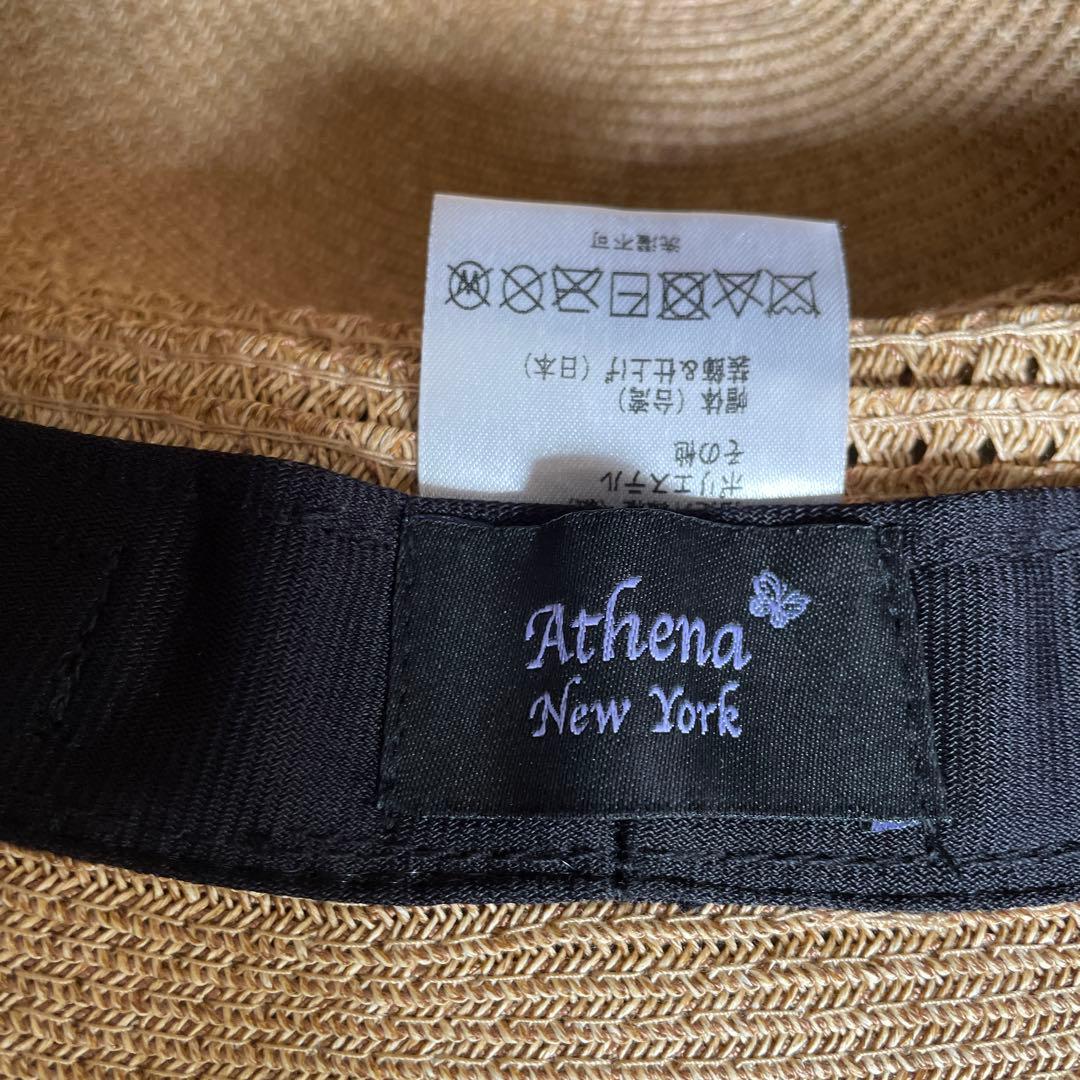 ポリエステル
その他
帽体（台湾）
装飾＆仕上げ（日本）
W
洗濯不可
Athena
New York